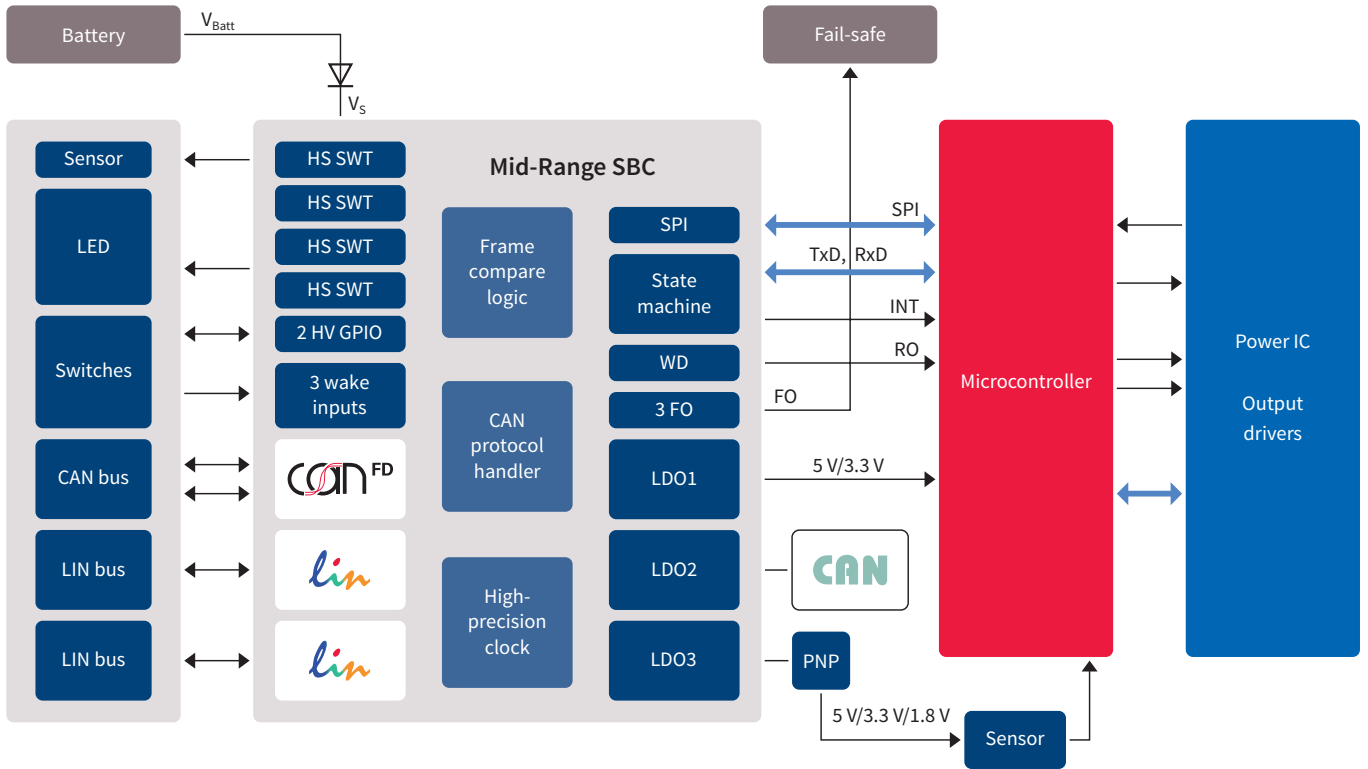 Battery
V_Batt
V_S
Fail-safe
Sensor
LED
Switches
CAN bus
LIN bus
LIN bus
Mid-Range SBC
HS SWT
HS SWT
HS SWT
HS SWT
2 HV GPIO
3 wake
inputs
CAN FD
lin
lin
Frame
compare
logic
CAN
protocol
handler
High-
precision
clock
SPI
State
machine
WD
3 FO
LDO1
LDO2
LDO3
SPI
TxD, RxD
INT
RO
FO
5 V/3.3 V
CAN
PNP
5 V/3.3 V/1.8 V
Sensor
Microcontroller
Power IC
Output
drivers